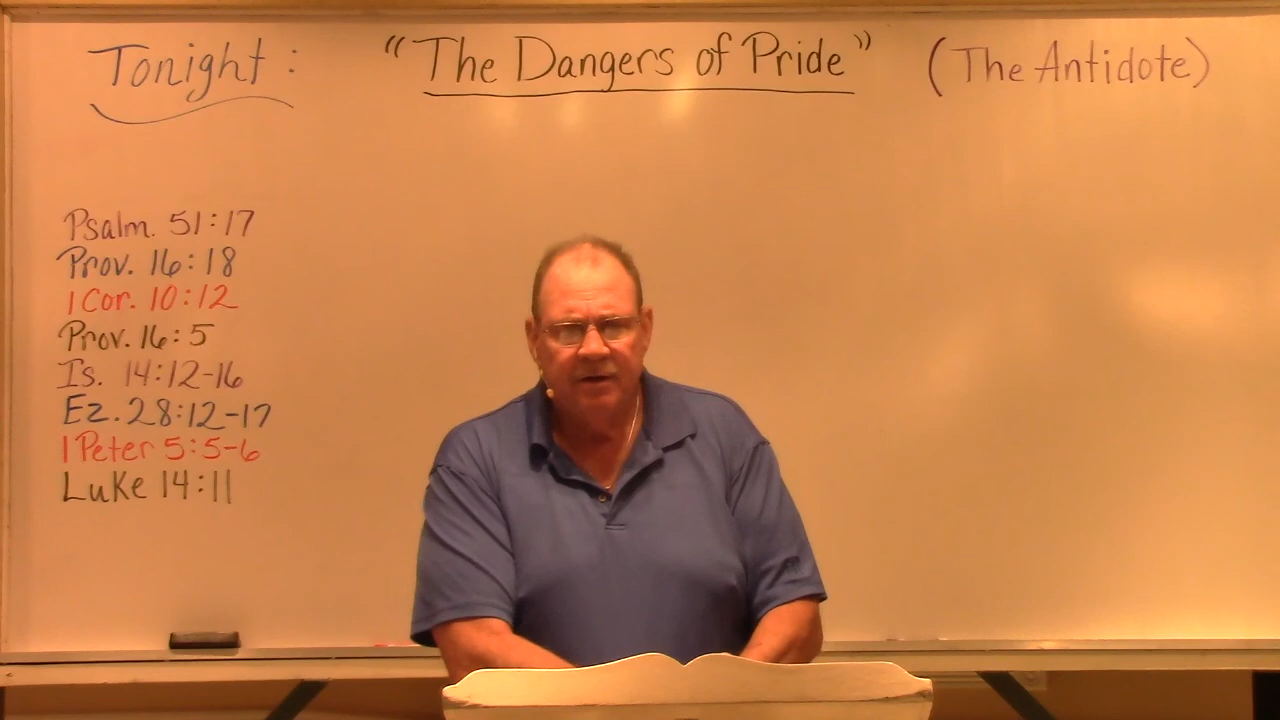 Tonight: "The Dangers of Pride" (The Antidote)
Psalm. 51:17
Prov. 16:18
1 Cor. 10:12
Prov. 16:5
Is. 14:12-16
Ez. 28:12-17
1 Peter 5:5-6
Luke 14:11